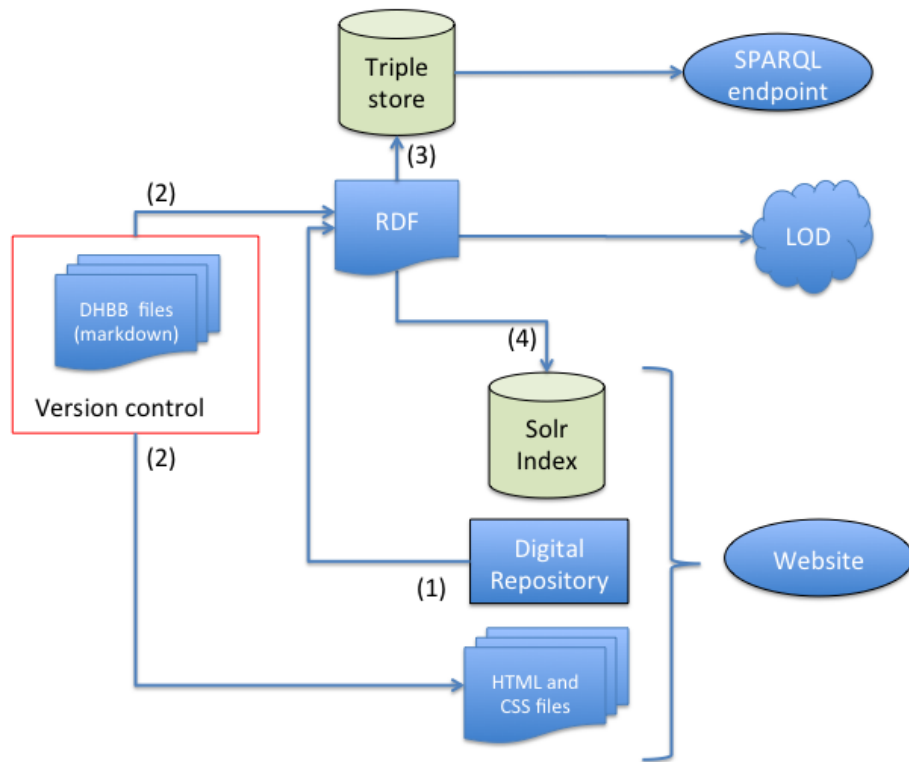 Triple
store
SPARQL
endpoint
(3)
(2)
RDF
LOD
DHBB files
(markdown)
Version control
(4)
(2)
Solr
Index
Digital
Repository
(1)
Website
HTML and
CSS files